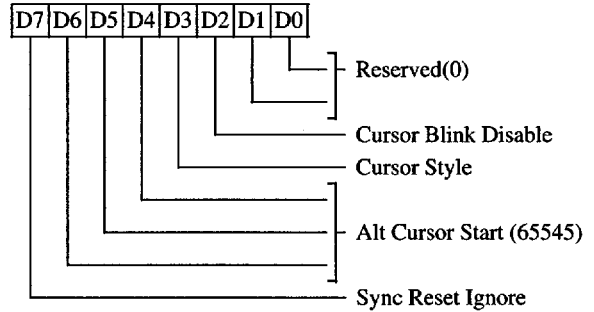 D7 D6 D5 D4 D3 D2 D1 D0
Reserved(0)
Cursor Blink Disable
Cursor Style
Alt Cursor Start (65545)
Sync Reset Ignore